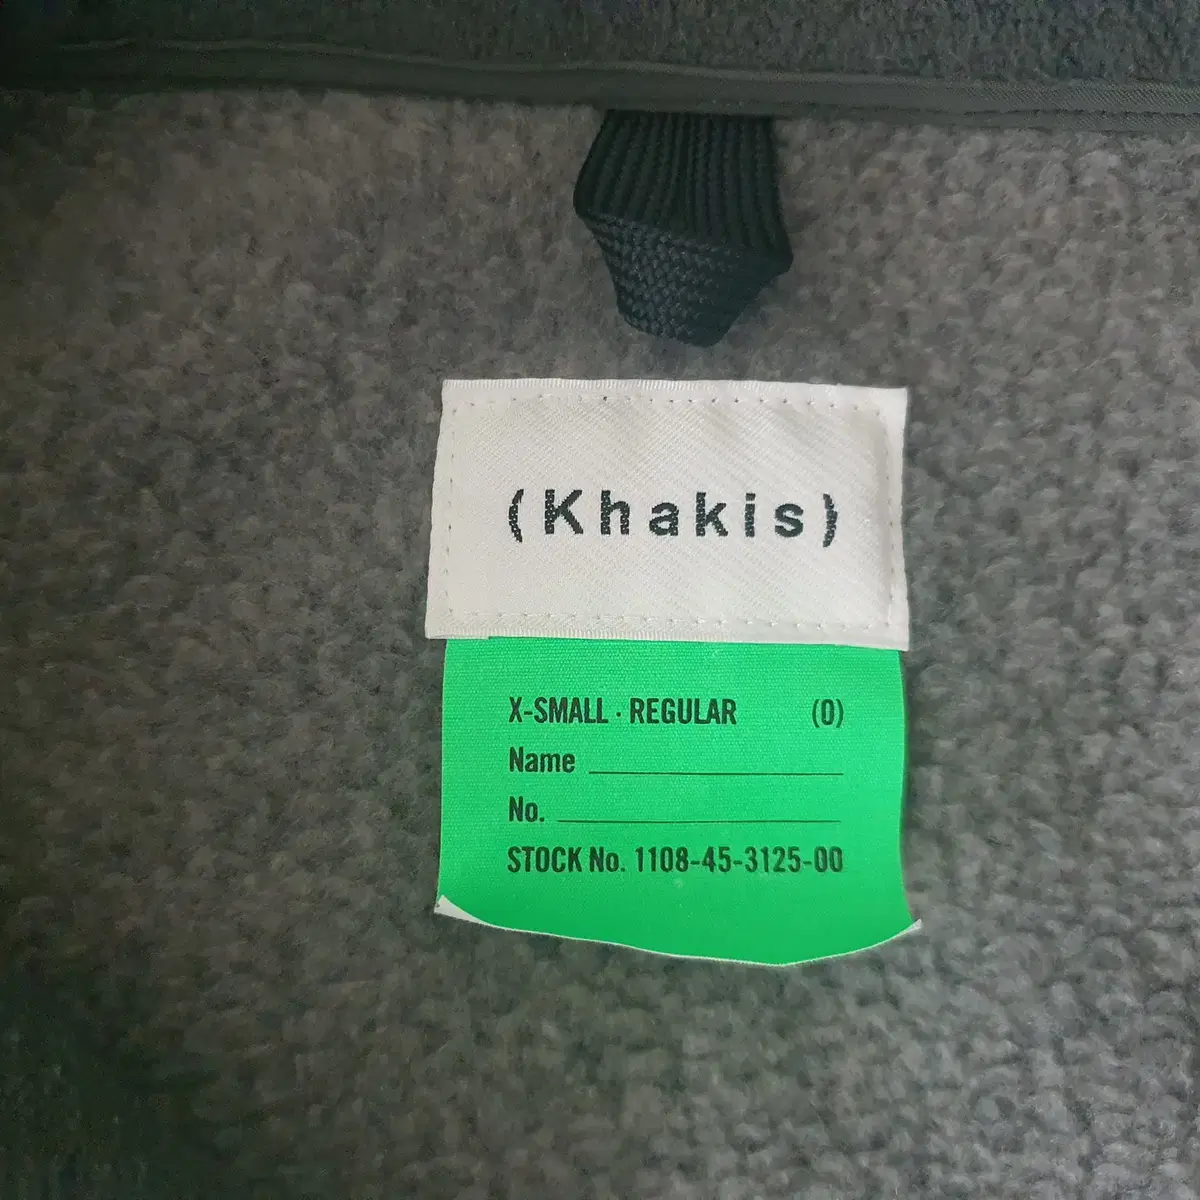 (Khakis)
X-SMALL · REGULAR (0)
Name
No.
STOCK No. 1108-45-3125-00